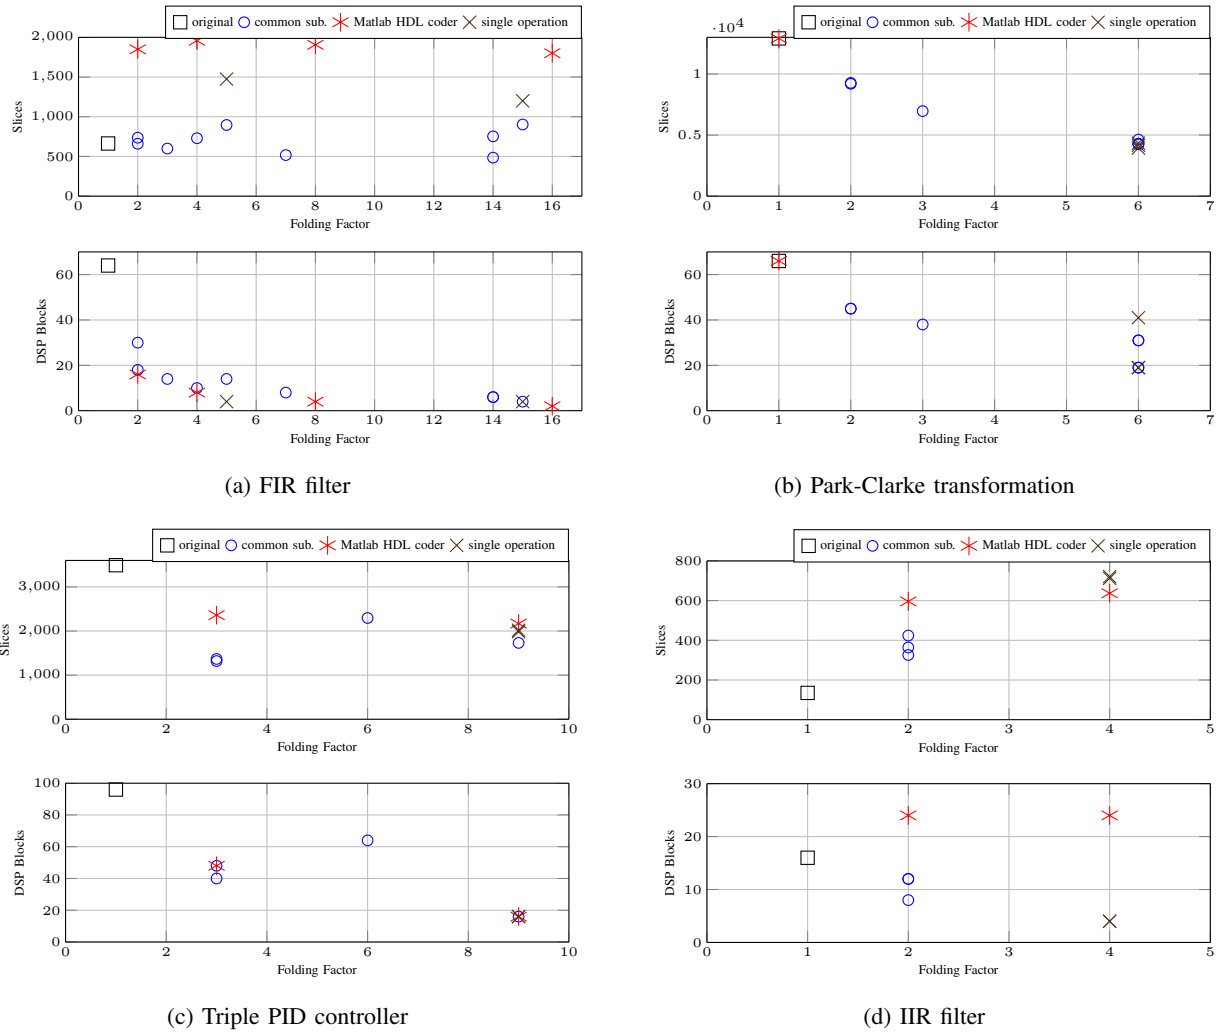 original common sub. Matlab HDL coder single operation
2,000
1,500
1,000
500
0
Slices
0 2 4 6 8 10 12 14 16
Folding Factor
60
40
20
0
DSP Blocks
0 2 4 6 8 10 12 14 16
Folding Factor
(a) FIR filter
original common sub. Matlab HDL coder single operation
·10⁴
1
0.5
0
Slices
0 1 2 3 4 5 6 7
Folding Factor
60
40
20
0
DSP Blocks
0 1 2 3 4 5 6 7
Folding Factor
(b) Park-Clarke transformation
original common sub. Matlab HDL coder single operation
3,000
2,000
1,000
0
Slices
0 2 4 6 8 10
Folding Factor
100
80
60
40
20
0
DSP Blocks
0 2 4 6 8 10
Folding Factor
(c) Triple PID controller
original common sub. Matlab HDL coder single operation
800
600
400
200
0
Slices
0 1 2 3 4 5
Folding Factor
30
20
10
0
DSP Blocks
0 1 2 3 4 5
Folding Factor
(d) IIR filter